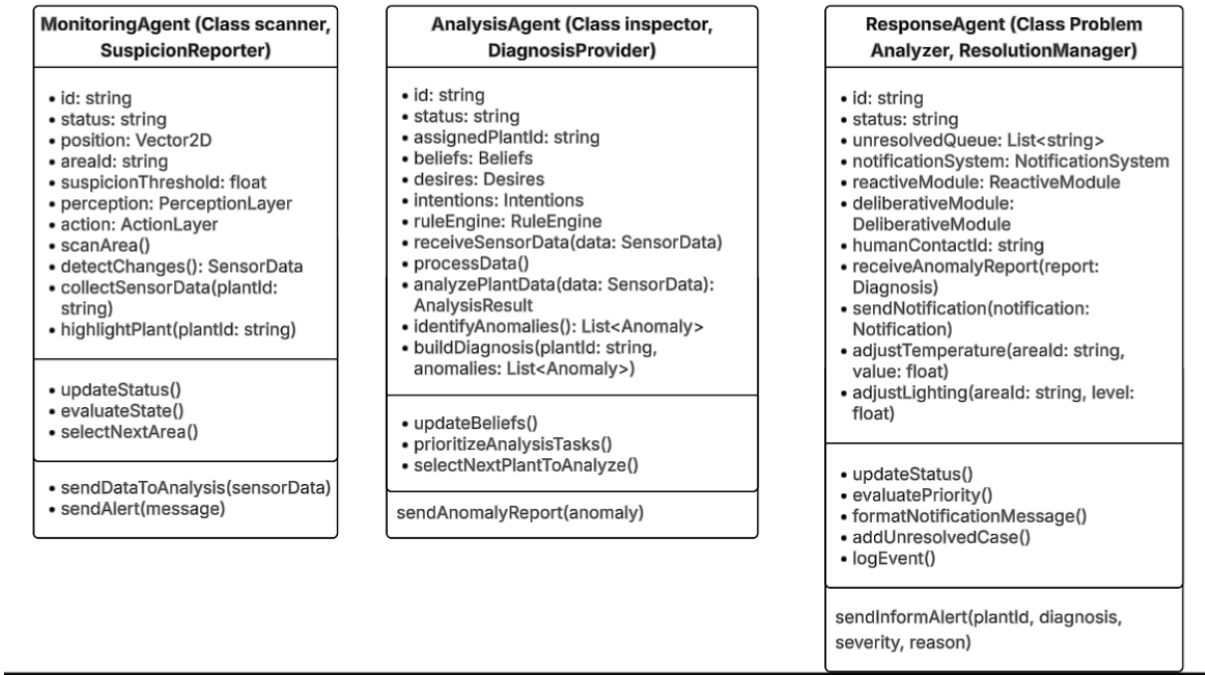 MonitoringAgent (Class scanner,
SuspicionReporter)
• id: string
• status: string
• position: Vector2D
• areaId: string
• suspicionThreshold: float
• perception: PerceptionLayer
• action: ActionLayer
• scanArea()
• detectChanges(): SensorData
• collectSensorData(plantId:
string)
• highlightPlant(plantId: string)
• updateStatus()
• evaluateState()
• selectNextArea()
• sendDataToAnalysis(sensorData)
• sendAlert(message)
AnalysisAgent (Class inspector,
DiagnosisProvider)
• id: string
• status: string
• assignedPlantId: string
• beliefs: Beliefs
• desires: Desires
• intentions: Intentions
• ruleEngine: RuleEngine
• receiveSensorData(data: SensorData)
• processData()
• analyzePlantData(data: SensorData):
AnalysisResult
• identifyAnomalies(): List<Anomaly>
• buildDiagnosis(plantId: string,
anomalies: List<Anomaly>)
• updateBeliefs()
• prioritizeAnalysisTasks()
• selectNextPlantToAnalyze()
sendAnomalyReport(anomaly)
ResponseAgent (Class Problem
Analyzer, ResolutionManager)
• id: string
• status: string
• unresolvedQueue: List<string>
• notificationSystem: NotificationSystem
• reactiveModule: ReactiveModule
• deliberativeModule:
DeliberativeModule
• humanContactId: string
• receiveAnomalyReport(report:
Diagnosis)
• sendNotification(notification:
Notification)
• adjustTemperature(areaId: string,
value: float)
• adjustLighting(areaId: string, level:
float)
• updateStatus()
• evaluatePriority()
• formatNotificationMessage()
• addUnresolvedCase()
• logEvent()
sendInformAlert(plantId, diagnosis,
severity, reason)